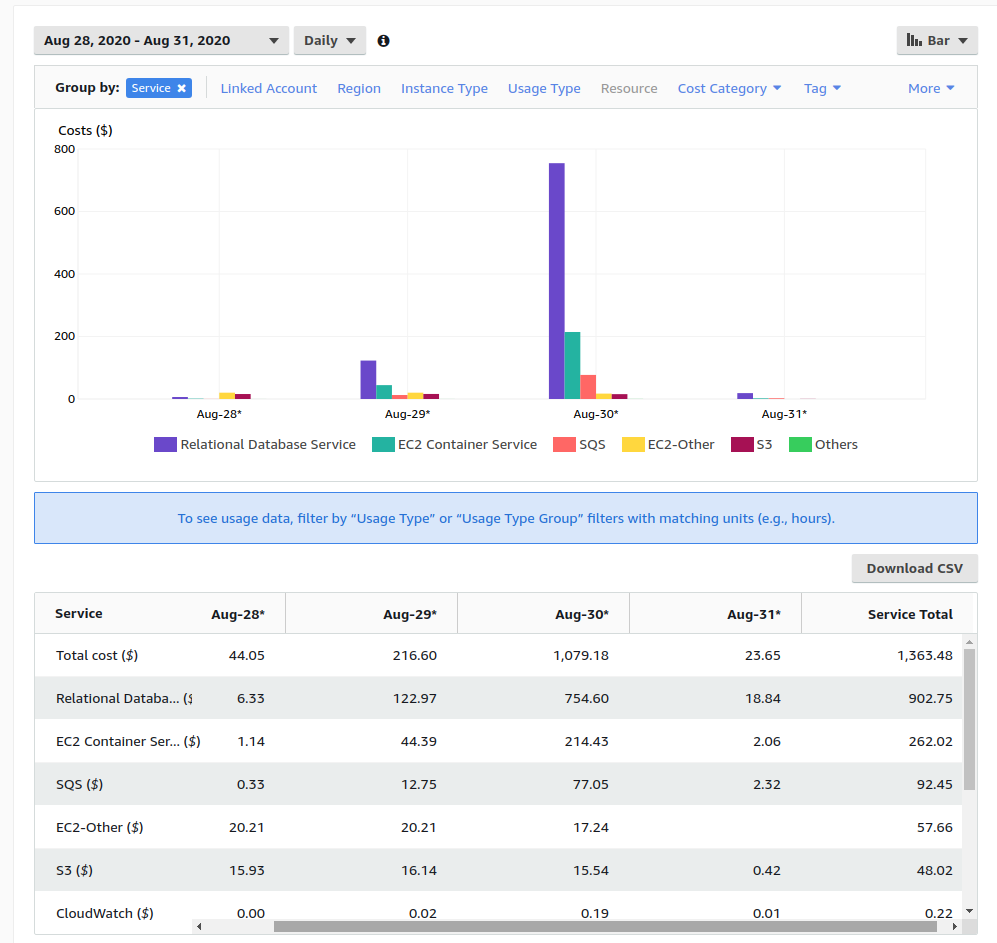 Aug 28, 2020 - Aug 31, 2020 Daily Bar
Group by: Service Linked Account Region Instance Type Usage Type Resource Cost Category Tag More
Costs ($)
800
600
400
200
0
Aug-28* Aug-29* Aug-30* Aug-31*
Relational Database Service EC2 Container Service SQS EC2-Other S3 Others
To see usage data, filter by “Usage Type” or “Usage Type Group” filters with matching units (e.g., hours).
Download CSV
Service Aug-28* Aug-29* Aug-30* Aug-31* Service Total
Total cost ($) 44.05 216.60 1,079.18 23.65 1,363.48
Relational Databa... ($ 6.33 122.97 754.60 18.84 902.75
EC2 Container Ser... ($) 1.14 44.39 214.43 2.06 262.02
SQS ($) 0.33 12.75 77.05 2.32 92.45
EC2-Other ($) 20.21 20.21 17.24 57.66
S3 ($) 15.93 16.14 15.54 0.42 48.02
CloudWatch ($) 0.00 0.02 0.19 0.01 0.22